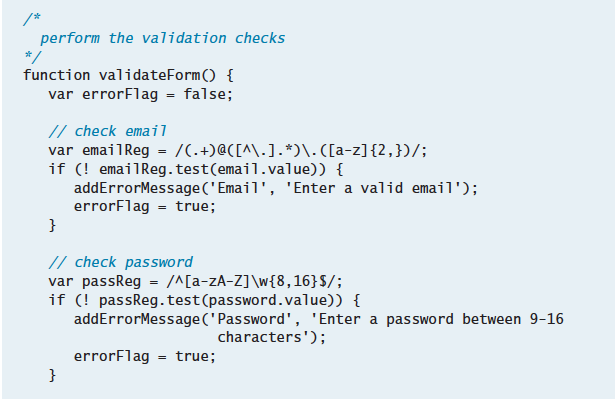 /*
  perform the validation checks
*/
function validateForm() {
   var errorFlag = false;

   // check email
   var emailReg = /(.+)@([^\.].*)\.([a-z]{2,})/;
   if (! emailReg.test(email.value)) {
      addErrorMessage('Email', 'Enter a valid email');
      errorFlag = true;
   }

   // check password
   var passReg = /^[a-zA-Z]\w{8,16}$/;
   if (! passReg.test(password.value)) {
      addErrorMessage('Password', 'Enter a password between 9-16
                       characters');
      errorFlag = true;
   }